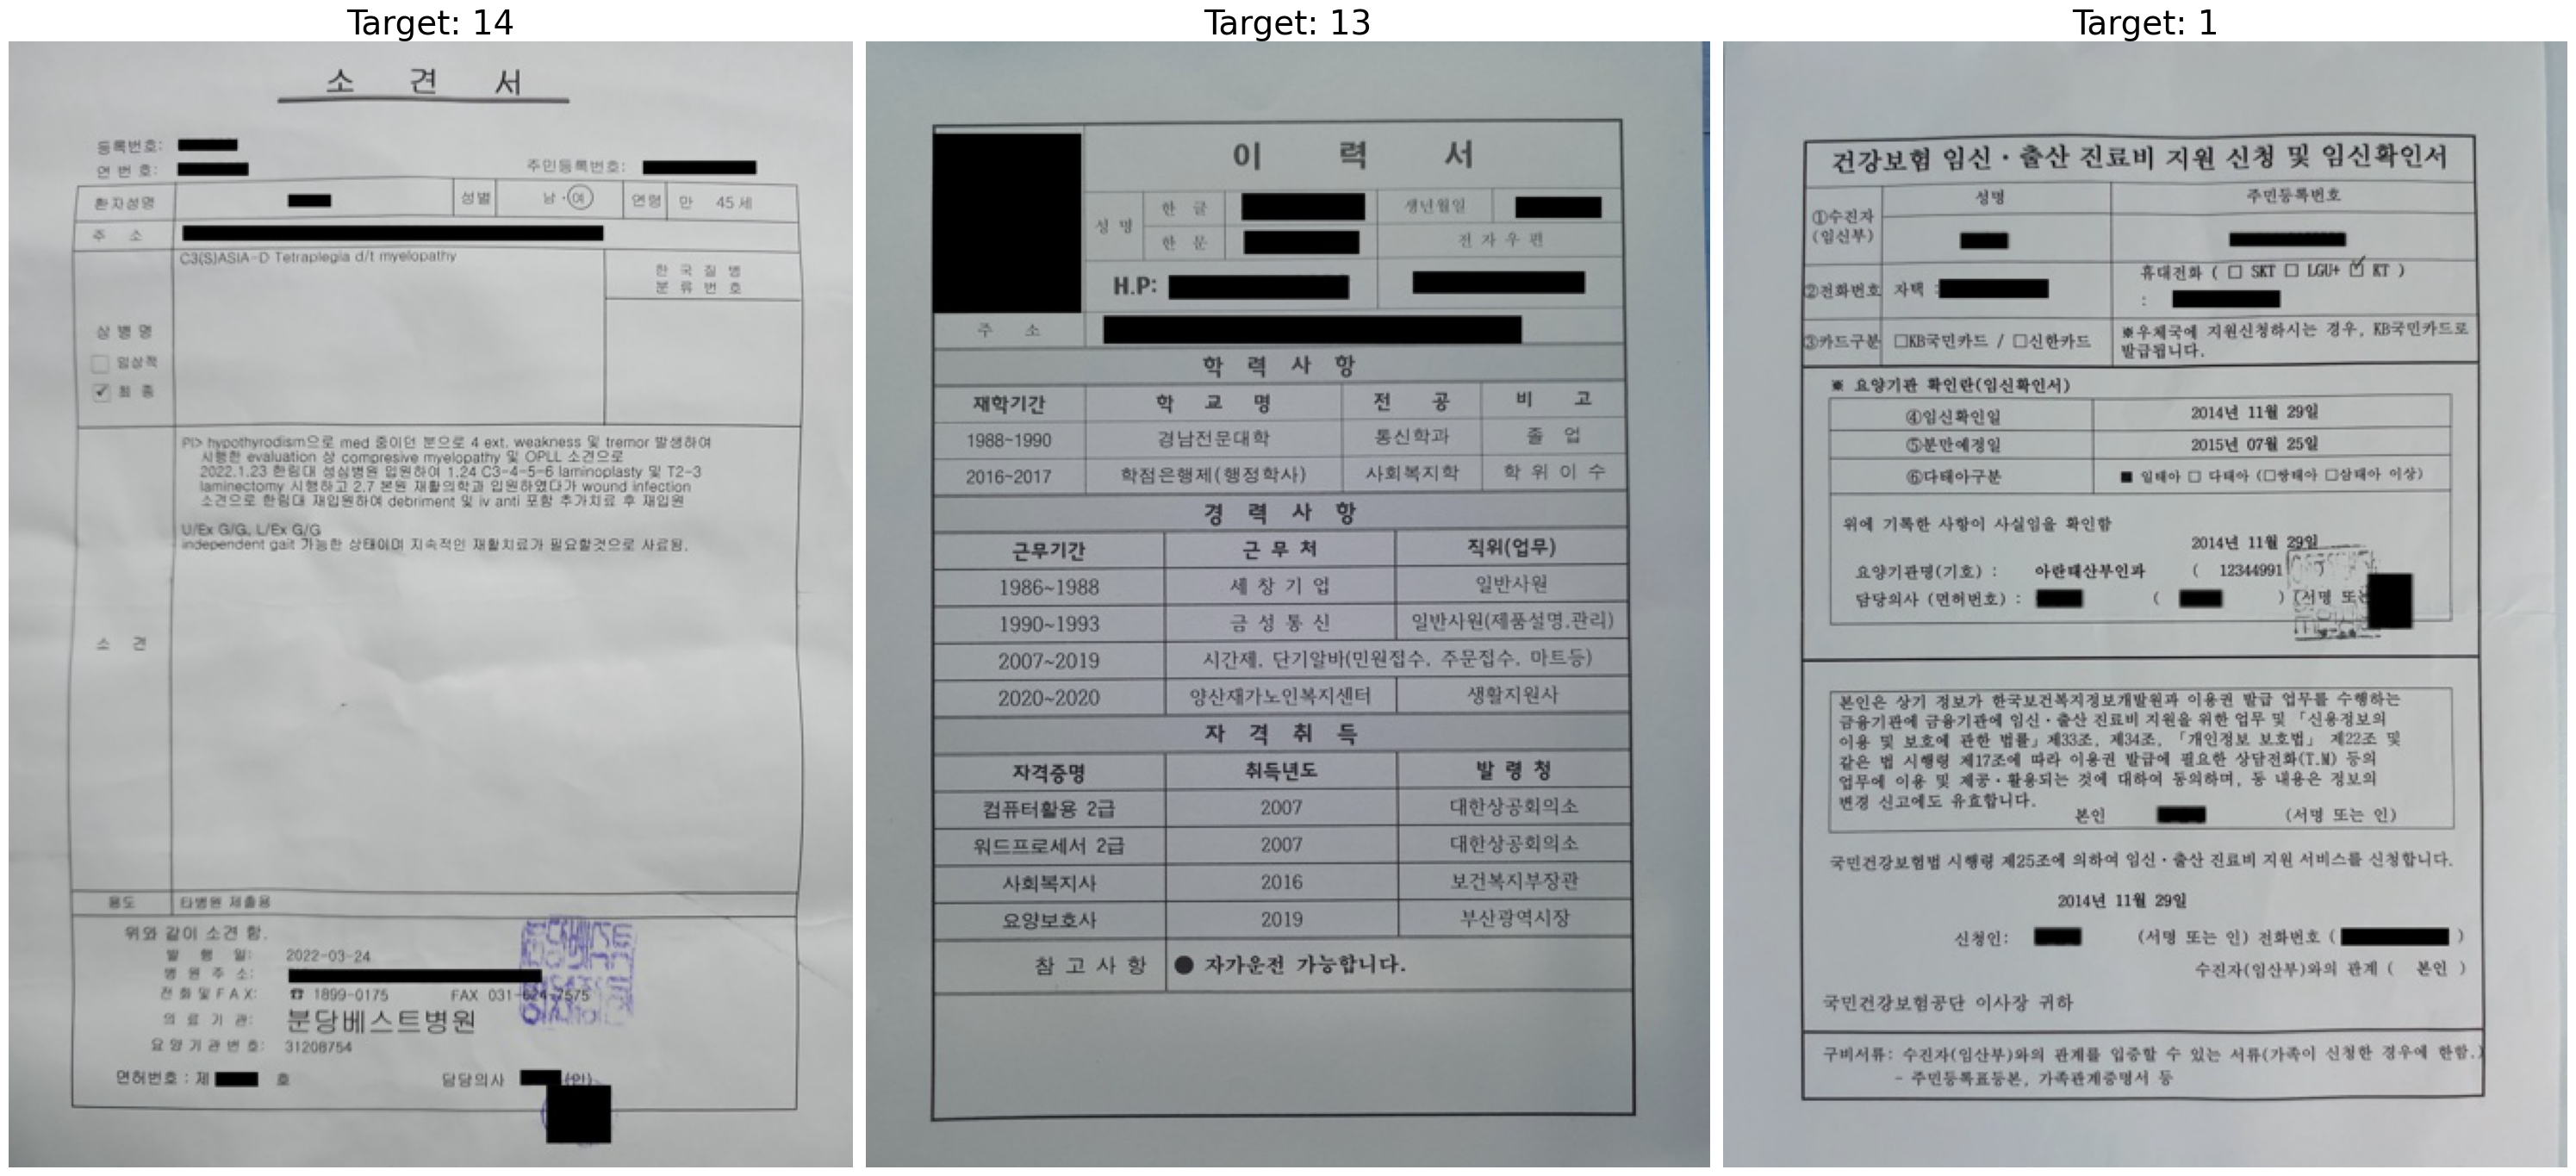 Target: 14
소 견 서
등록번호:
연 번 호:
주민등록번호:
환자성명 성별 남 · 여 연령 만 45 세
주 소
C3(S)ASIA-D Tetraplegia d/t myelopathy
한 국 질 병
분 류 번 호
상 병 명
임상적
최 종
PI> hypothyrodism으로 med 중이던 분으로 4 ext. weakness 및 tremor 발생하여
시행한 evaluation 상 compresive myelopathy 및 OPLL 소견으로
2022.1.23 한림대 성심병원 입원하여 1.24 C3-4-5-6 laminoplasty 및 T2-3
laminectomy 시행하고 2.7 본원 재활의학과 입원하였다가 wound infection
소견으로 한림대 재입원하여 debriment 및 iv anti 포함 추가치료 후 재입원
U/Ex G/G, L/Ex G/G
independent gait 가능한 상태이며 지속적인 재활치료가 필요할것으로 사료됨.
소 견
용도 타병원 제출용
위와 같이 소견 함.
발 행 일: 2022-03-24
병 원 주 소:
전 화 및 F A X: ☎ 1899-0175 FAX 031-624-7575
의 료 기 관: 분당베스트병원
요 양 기 관 번 호: 31208754
면허번호 : 제 호 담당의사 (인)
Target: 13
이 력 서
성 명 한 글 생년월일
한 문 전 자 우 편
H.P:
주 소
학 력 사 항
재학기간 학 교 명 전 공 비 고
1988~1990 경남전문대학 통신학과 졸 업
2016~2017 학점은행제(행정학사) 사회복지학 학 위 이 수
경 력 사 항
근무기간 근 무 처 직위(업무)
1986~1988 세 창 기 업 일반사원
1990~1993 금 성 통 신 일반사원(제품설명,관리)
2007~2019 시간제, 단기알바(민원접수, 주문접수, 마트등)
2020~2020 양산재가노인복지센터 생활지원사
자 격 취 득
자격증명 취득년도 발 령 청
컴퓨터활용 2급 2007 대한상공회의소
워드프로세서 2급 2007 대한상공회의소
사회복지사 2016 보건복지부장관
요양보호사 2019 부산광역시장
참 고 사 항 ● 자가운전 가능합니다.
Target: 1
건강보험 임신 · 출산 진료비 지원 신청 및 임신확인서
①수진자
(임신부)
성명 주민등록번호
②전화번호 자택 :
휴대전화 ( □ SKT □ LGU+ ☑ KT )
:
③카드구분 □KB국민카드 / □신한카드
※우체국에 지원신청하시는 경우, KB국민카드로
발급됩니다.
※ 요양기관 확인란(임신확인서)
④임신확인일 2014년 11월 29일
⑤분만예정일 2015년 07월 25일
⑥다태아구분 ■ 일태아 □ 다태아 (□쌍태아 □삼태아 이상)
위에 기록한 사항이 사실임을 확인함
2014년 11월 29일
요양기관명(기호) : 아란태산부인과 ( 12344991 )
담당의사 (면허번호) : ( ) (서명 또는
본인은 상기 정보가 한국보건복지정보개발원과 이용권 발급 업무를 수행하는
금융기관에 금융기관에 임신 · 출산 진료비 지원을 위한 업무 및 「신용정보의
이용 및 보호에 관한 법률」 제33조, 제34조, 「개인정보 보호법」 제22조 및
같은 법 시행령 제17조에 따라 이용권 발급에 필요한 상담전화(T.M) 등의
업무에 이용 및 제공 · 활용되는 것에 대하여 동의하며, 동 내용은 정보의
변경 신고에도 유효합니다.
본인 (서명 또는 인)
국민건강보험법 시행령 제25조에 의하여 임신 · 출산 진료비 지원 서비스를 신청합니다.
2014년 11월 29일
신청인: (서명 또는 인) 전화번호 ( )
수진자(임산부)와의 관계 ( 본인 )
국민건강보험공단 이사장 귀하
구비서류: 수진자(임산부)와의 관계를 입증할 수 있는 서류(가족이 신청한 경우에 한함.)
- 주민등록표등본, 가족관계증명서 등